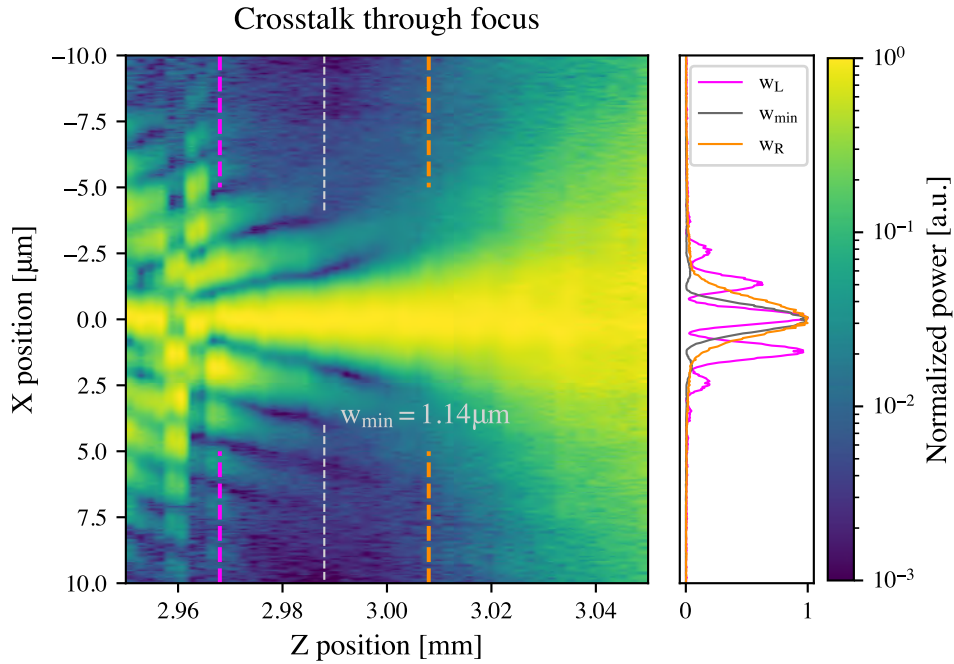 Crosstalk through focus
X position [μm]
−10.0
−7.5
−5.0
−2.5
0.0
2.5
5.0
7.5
10.0
w_min = 1.14μm
2.96
2.98
3.00
3.02
3.04
Z position [mm]
w_L
w_min
w_R
0
1
10⁰
10⁻¹
10⁻²
10⁻³
Normalized power [a.u.]